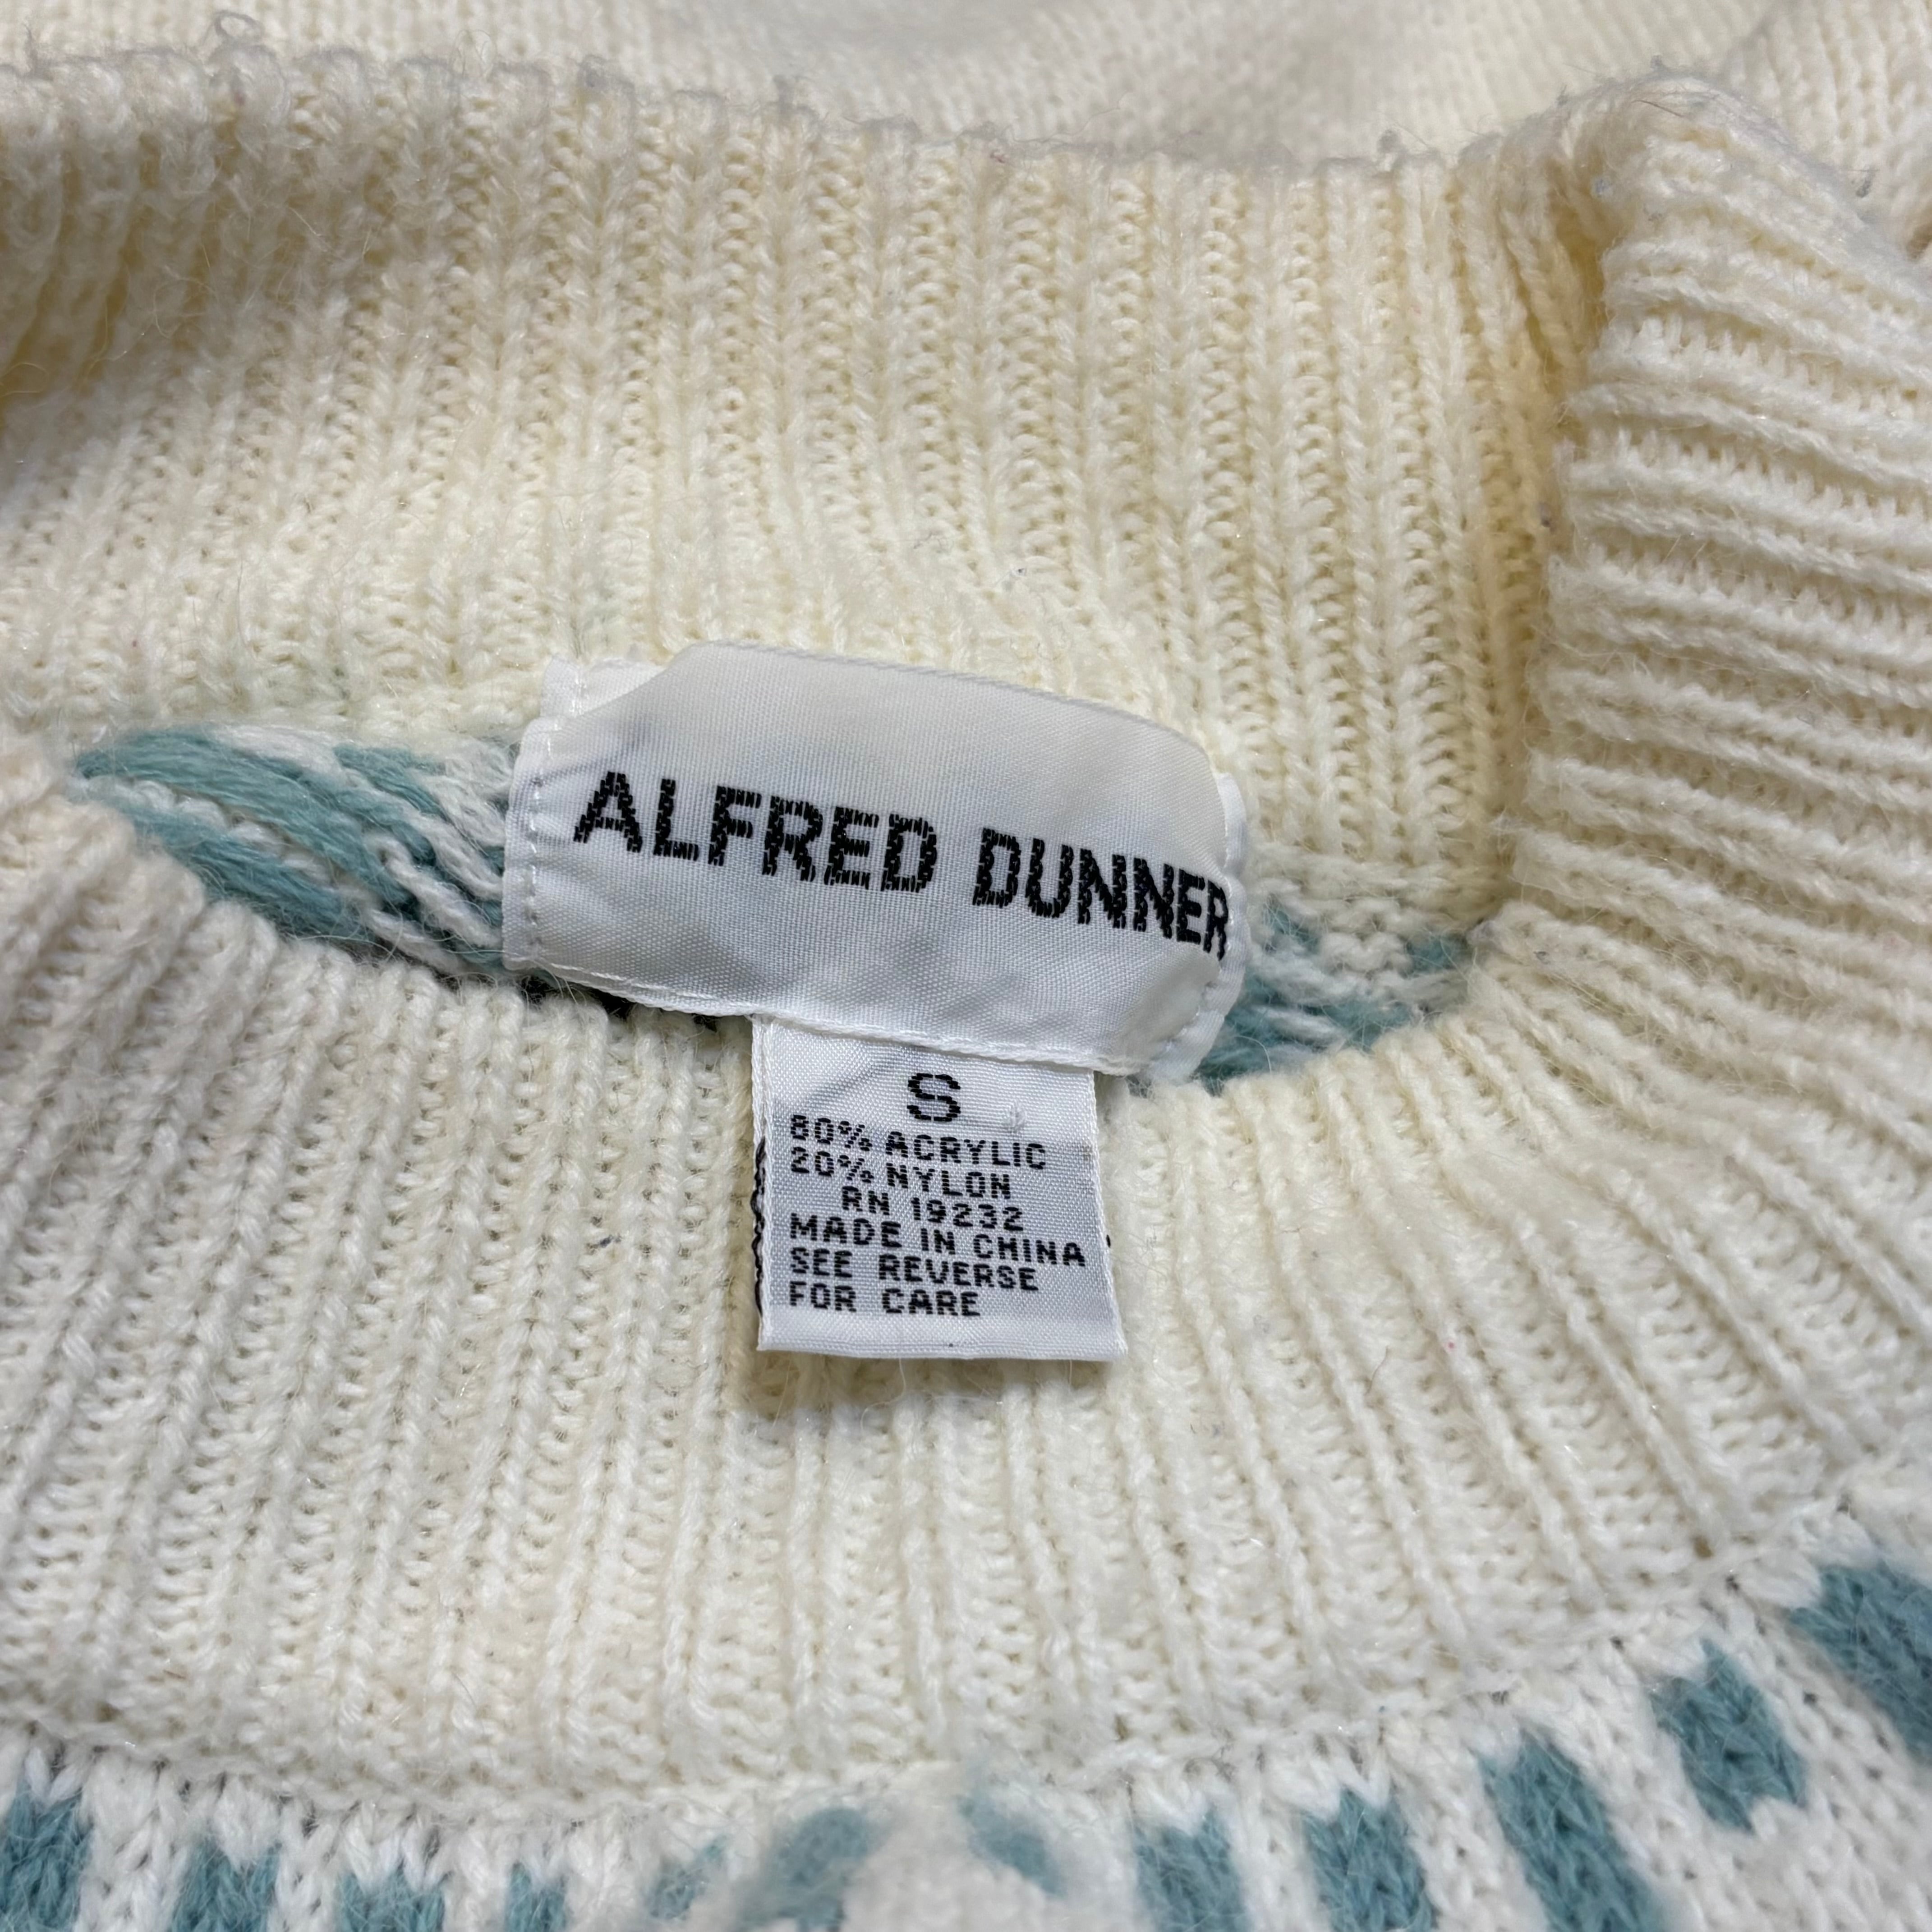 ALFRED DUNNER
S
80% ACRYLIC
20% NYLON
RN 19232
MADE IN CHINA
SEE REVERSE
FOR CARE